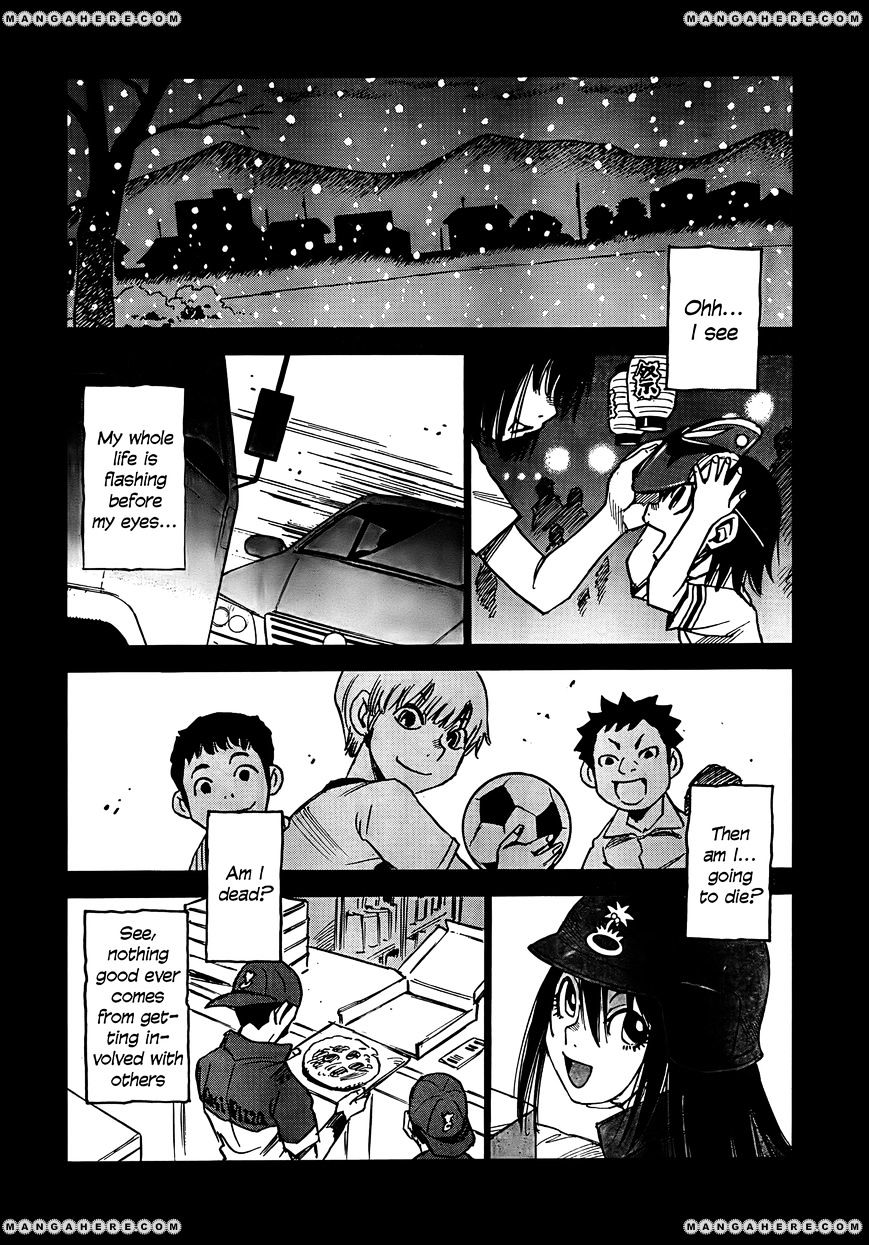 MANGAHERE.COM
MANGAHERE.COM
Ohh...
I see
祭
My whole
life is
flashing
before
my eyes...
Then
am I...
going
to die?
Am I
dead?
See,
nothing
good ever
comes
from get-
ting in-
volved with
others
MANGAHERE.COM
MANGAHERE.COM